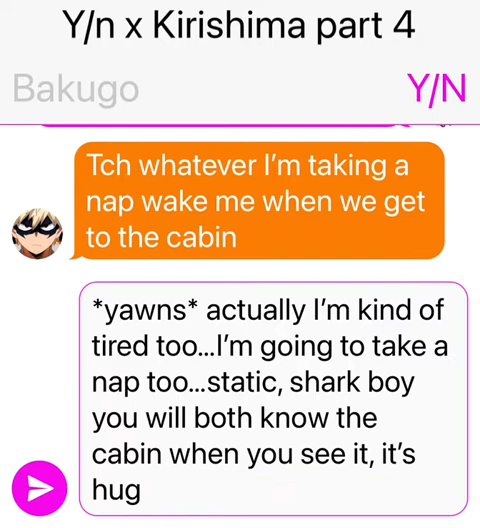 Y/n x Kirishima part 4
Bakugo
Y/N
Tch whatever I'm taking a
nap wake me when we get
to the cabin
*yawns* actually I'm kind of
tired too...I'm going to take a
nap too...static, shark boy
you will both know the
cabin when you see it, it's
hug